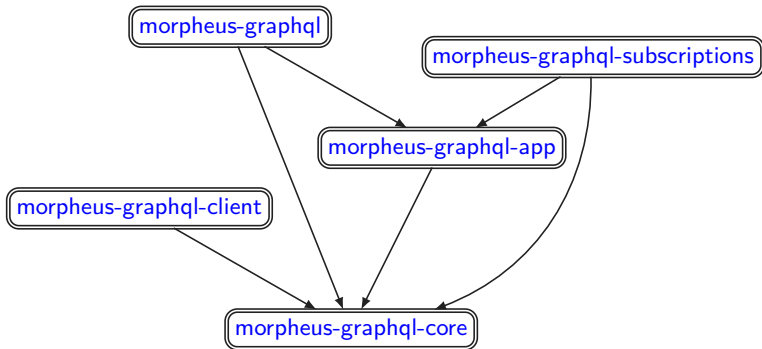 morpheus-graphql
morpheus-graphql-subscriptions
morpheus-graphql-app
morpheus-graphql-client
morpheus-graphql-core